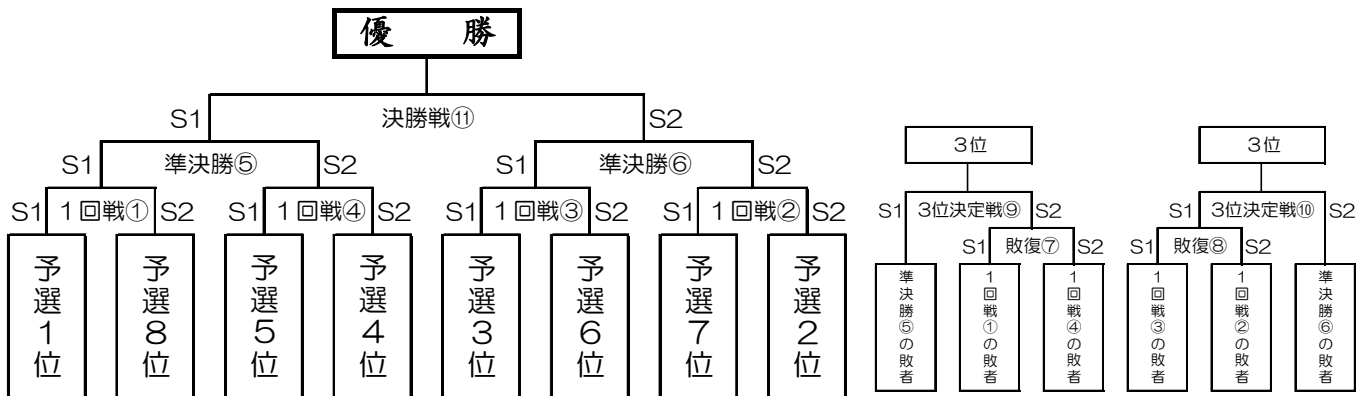 優　勝
S1 決勝戦⑪ S2
S1 準決勝⑤ S2 S1 準決勝⑥ S2
S1 1回戦① S2 S1 1回戦④ S2 S1 1回戦③ S2 S1 1回戦② S2
予選1位
予選8位
予選5位
予選4位
予選3位
予選6位
予選7位
予選2位
3位
S1 3位決定戦⑨ S2
S1 敗復⑦ S2
準決勝⑤の敗者
1回戦①の敗者
1回戦④の敗者
3位
S1 3位決定戦⑩ S2
S1 敗復⑧ S2
1回戦③の敗者
1回戦②の敗者
準決勝⑥の敗者